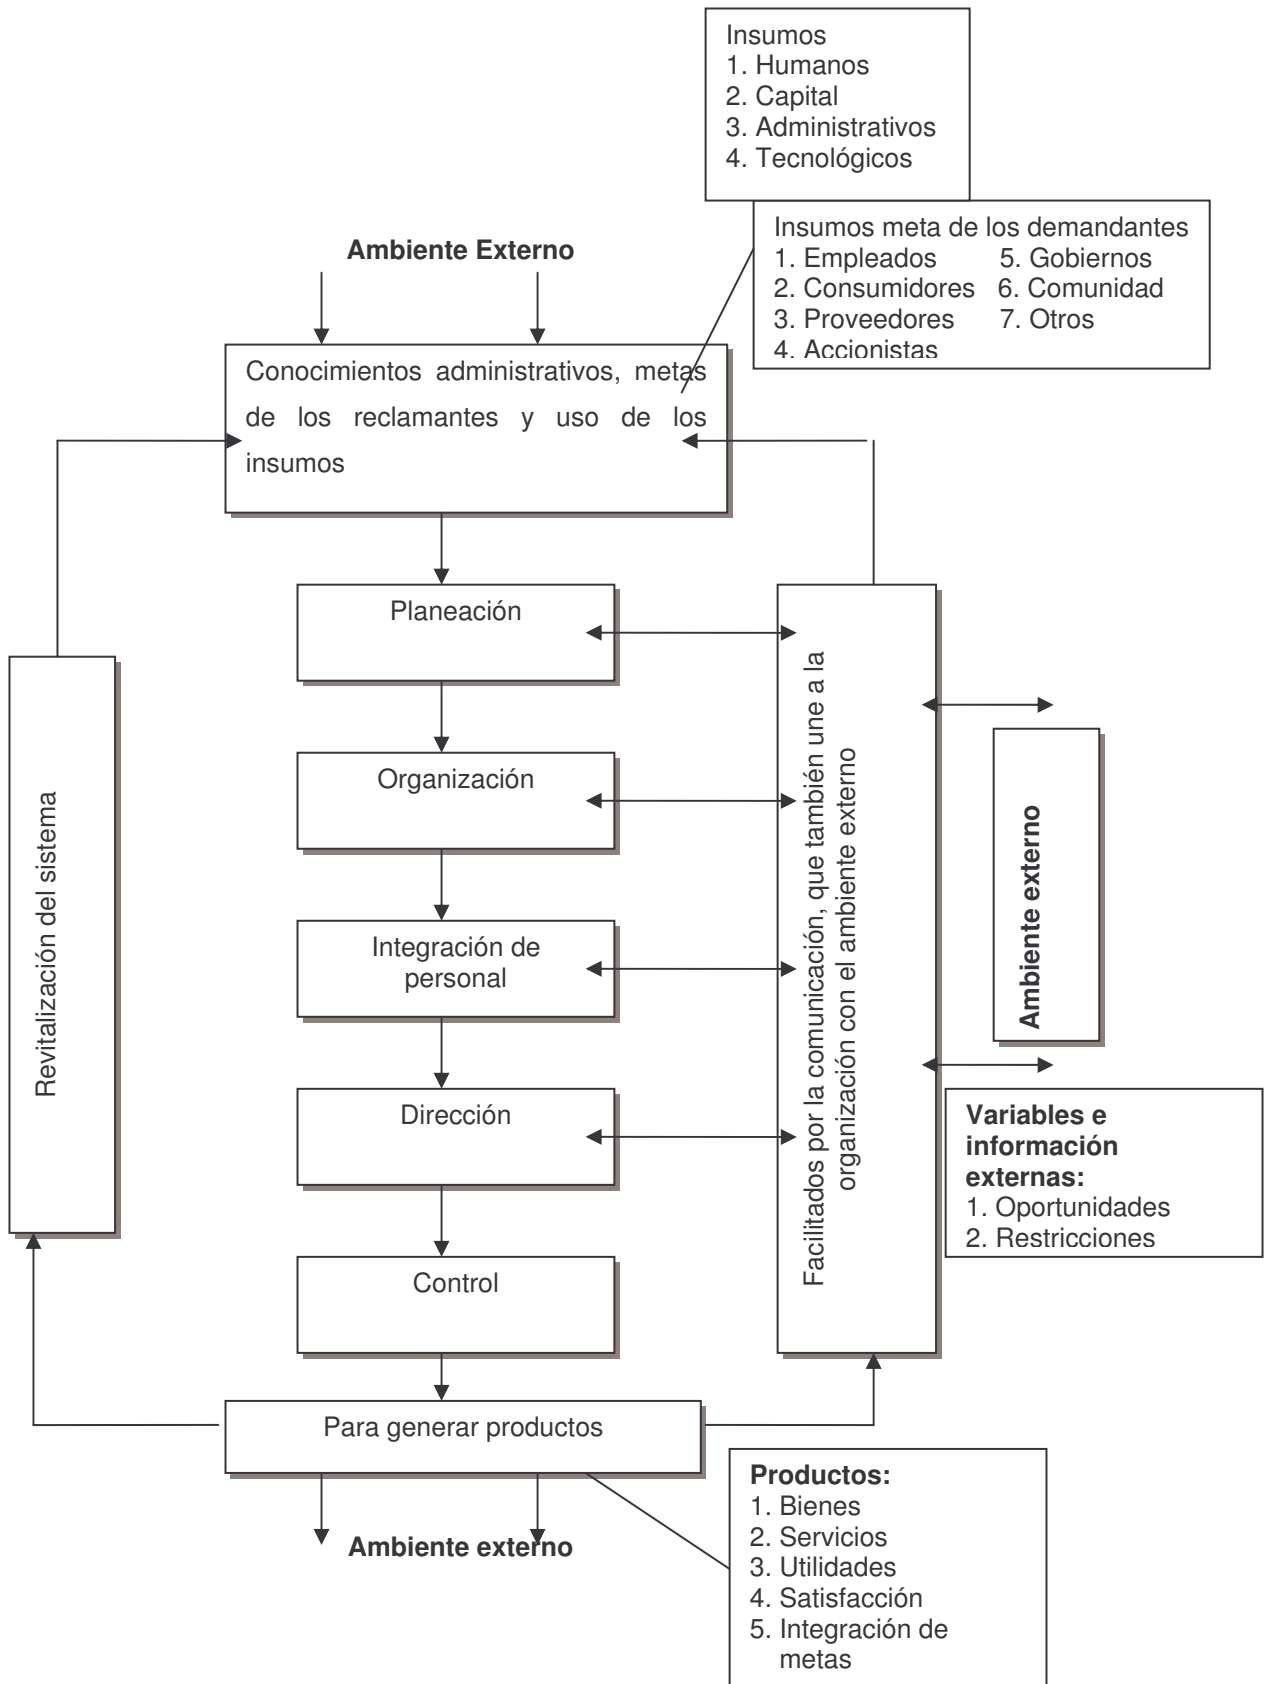 Insumos
1. Humanos
2. Capital
3. Administrativos
4. Tecnológicos
Insumos meta de los demandantes
1. Empleados 5. Gobiernos
2. Consumidores 6. Comunidad
3. Proveedores 7. Otros
4. Accionistas
Ambiente Externo
Conocimientos administrativos, metas
de los reclamantes y uso de los
insumos
Planeación
Organización
Integración de
personal
Dirección
Control
Para generar productos
Ambiente externo
Revitalización del sistema
Facilitados por la comunicación, que también une a la
organización con el ambiente externo
Ambiente externo
Variables e
información
externas:
1. Oportunidades
2. Restricciones
Productos:
1. Bienes
2. Servicios
3. Utilidades
4. Satisfacción
5. Integración de
metas